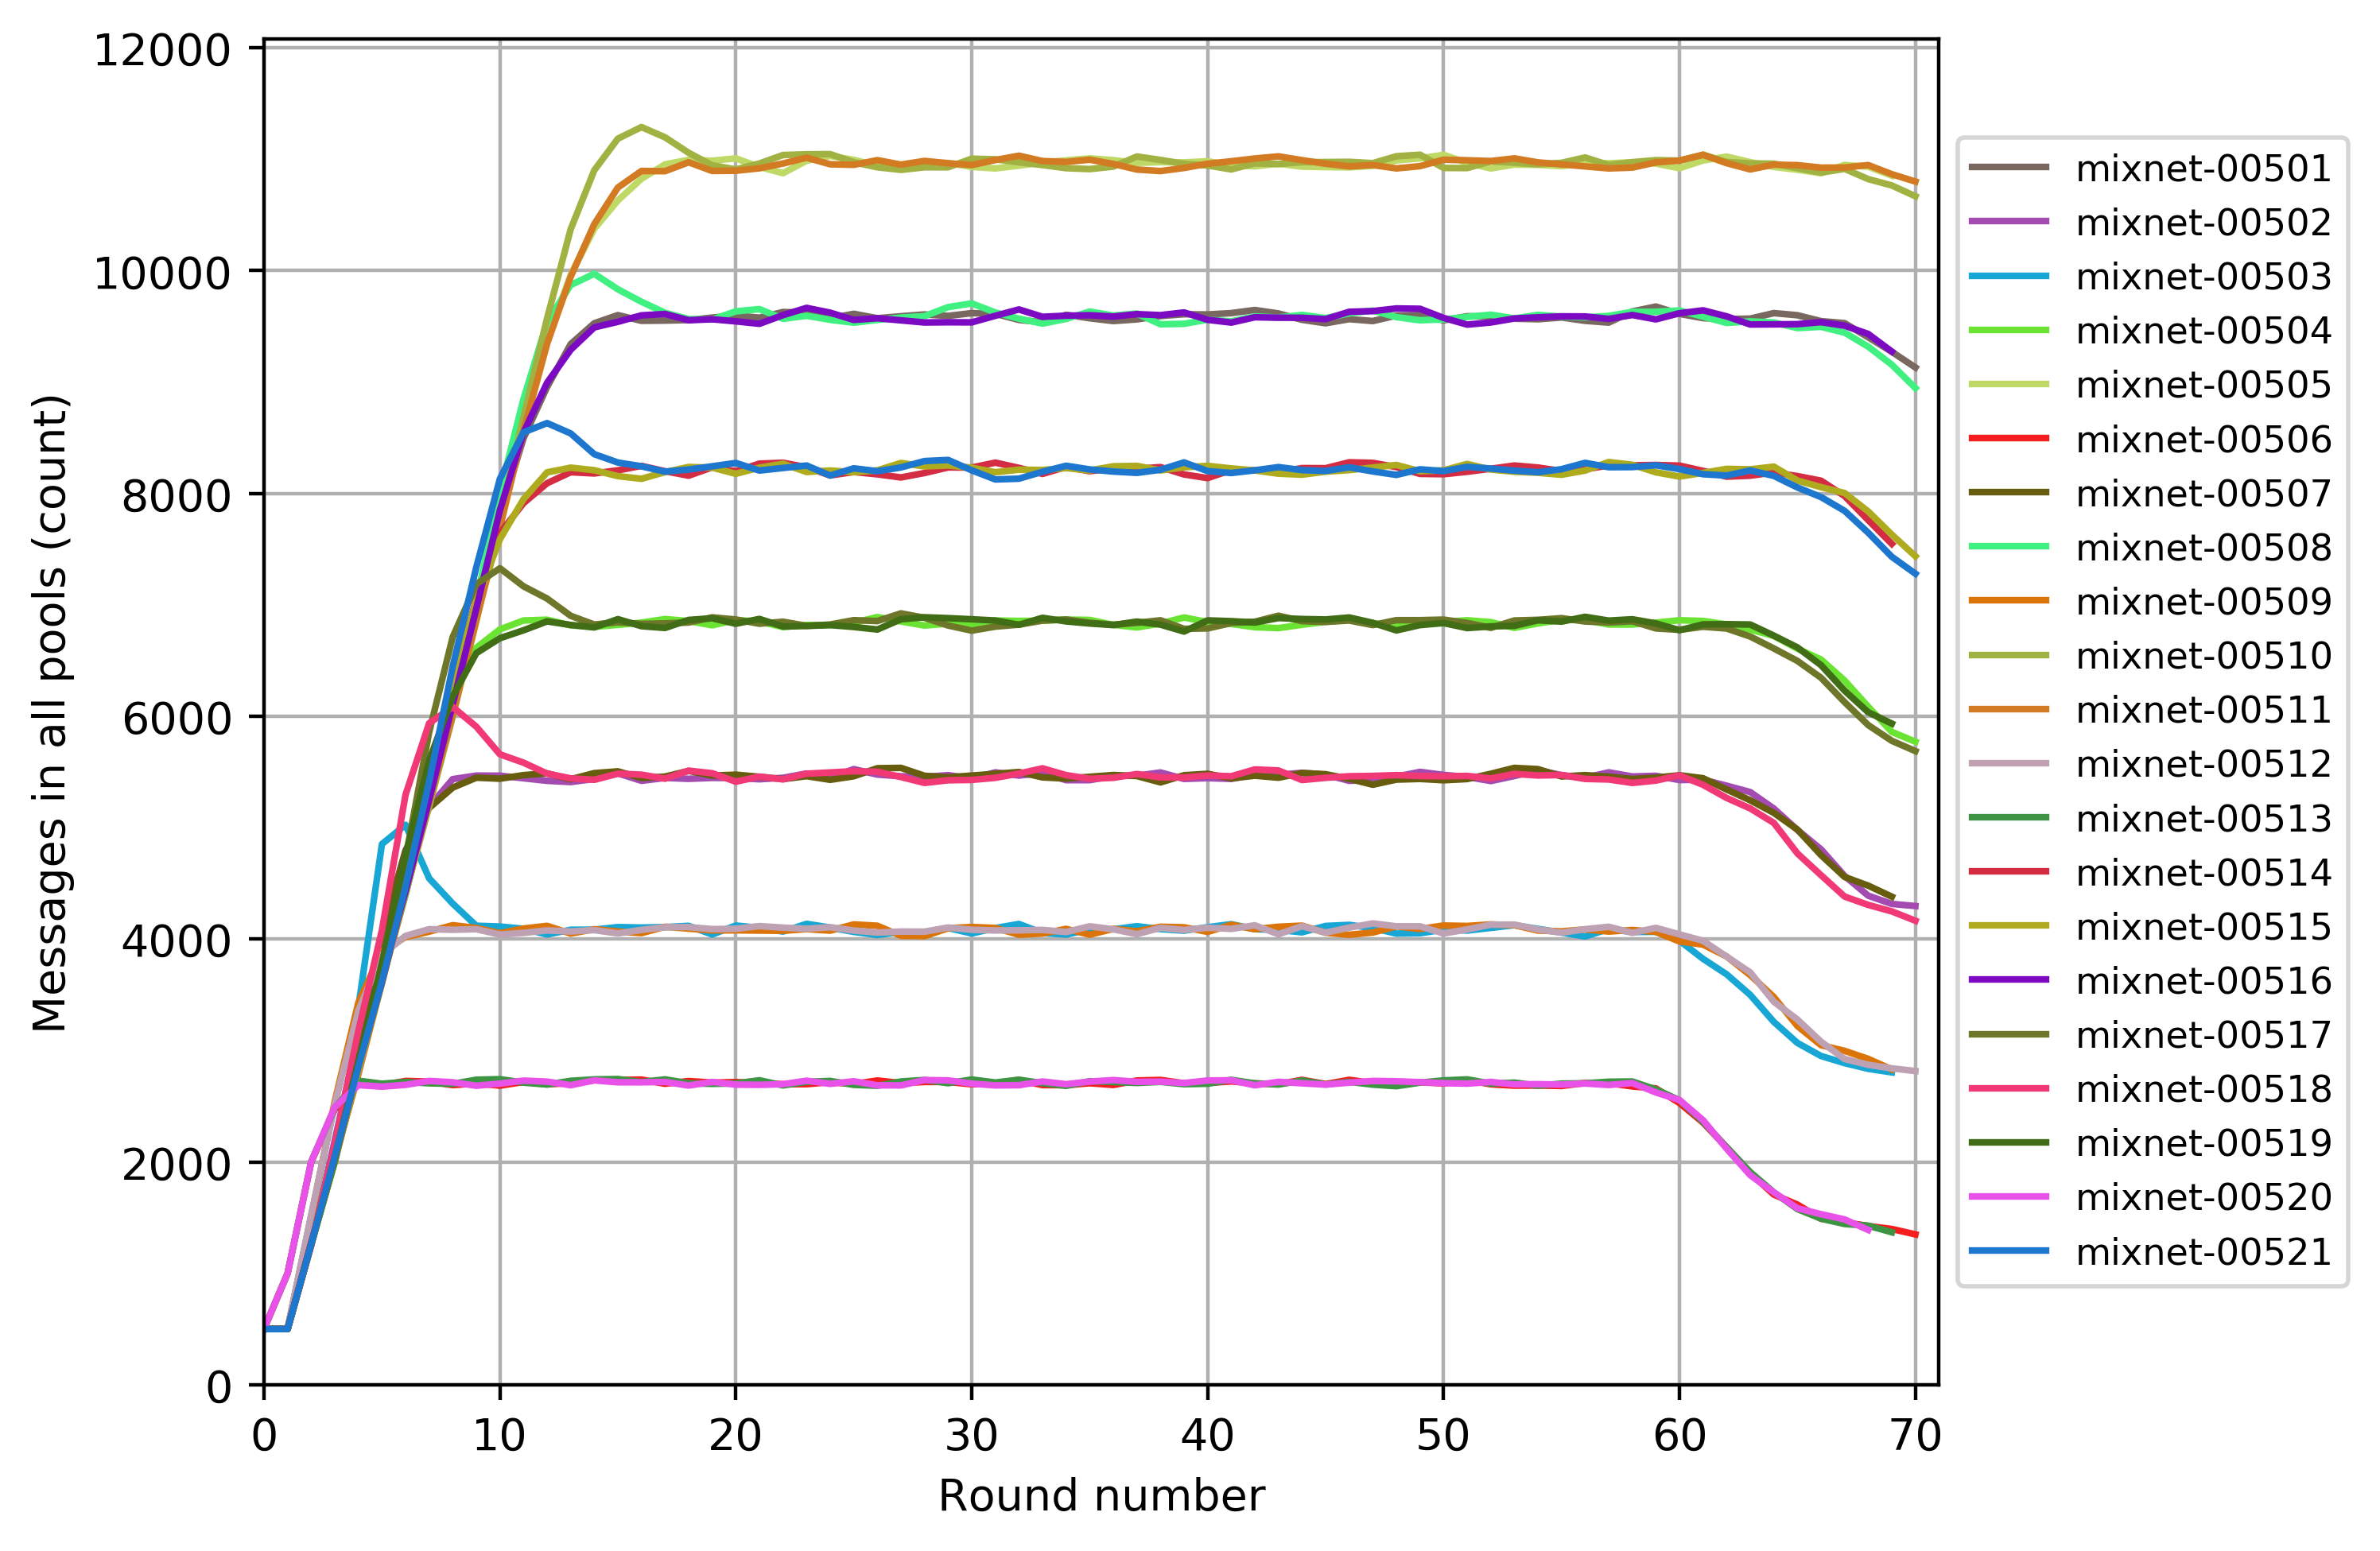 12000
10000
8000
6000
4000
2000
0
Messages in all pools (count)
0 10 20 30 40 50 60 70
Round number
mixnet-00501
mixnet-00502
mixnet-00503
mixnet-00504
mixnet-00505
mixnet-00506
mixnet-00507
mixnet-00508
mixnet-00509
mixnet-00510
mixnet-00511
mixnet-00512
mixnet-00513
mixnet-00514
mixnet-00515
mixnet-00516
mixnet-00517
mixnet-00518
mixnet-00519
mixnet-00520
mixnet-00521